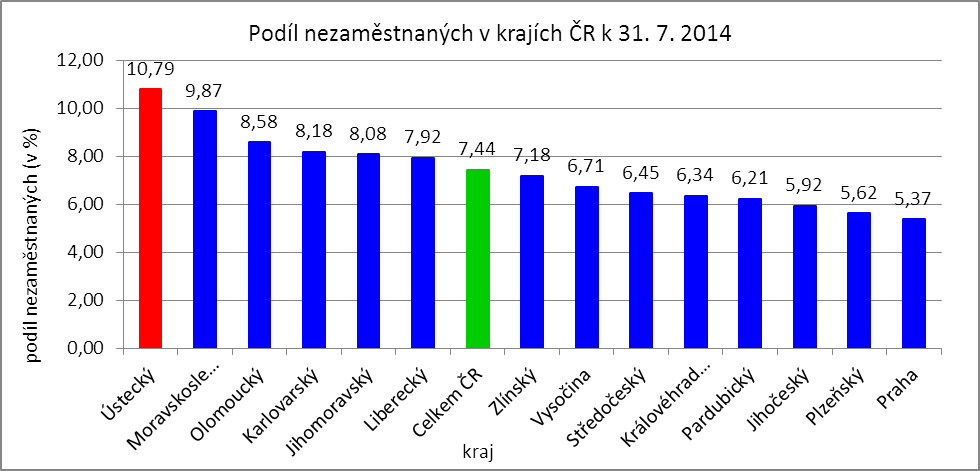 Podíl nezaměstnaných v krajích ČR k 31. 7. 2014
podíl nezaměstnaných (v %)
12,00
10,00
8,00
6,00
4,00
2,00
0,00
10,79
9,87
8,58
8,18
8,08
7,92
7,44
7,18
6,71
6,45
6,34
6,21
5,92
5,62
5,37
Ústecký
Moravskosle...
Olomoucký
Karlovarský
Jihomoravský
Liberecký
Celkem ČR
Zlínský
Vysočina
Středočeský
Královéhrad...
Pardubický
Jihočeský
Plzeňský
Praha
kraj